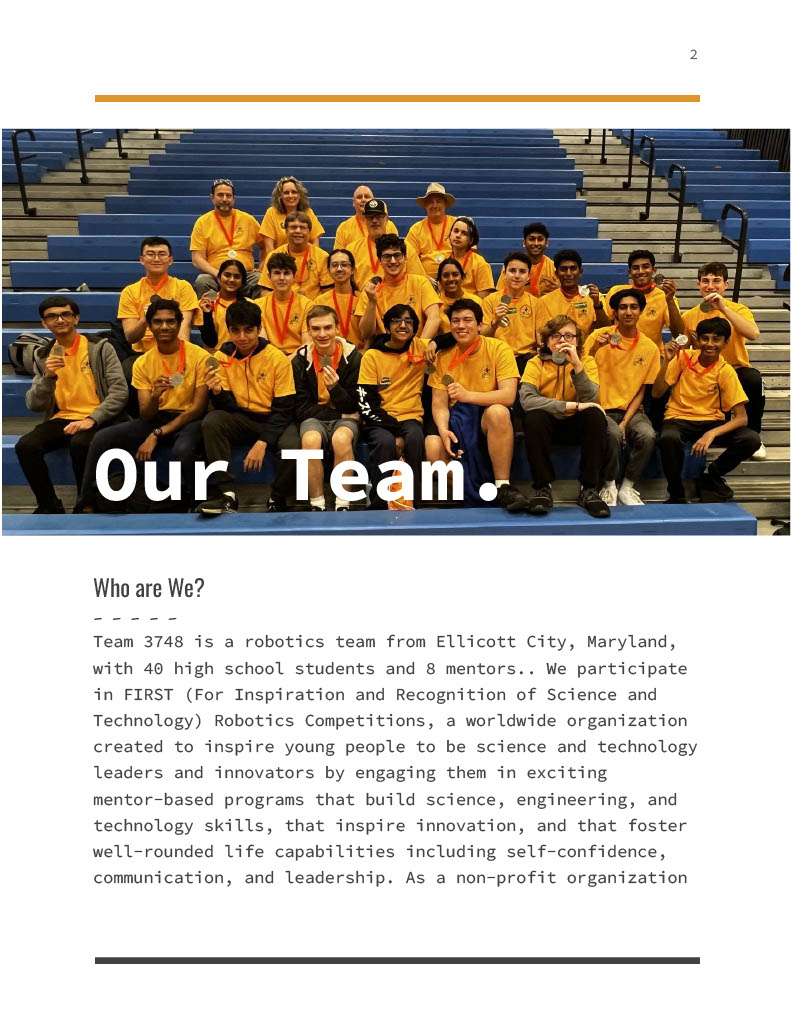 2
Our Team.
Who are We?
– – – – –
Team 3748 is a robotics team from Ellicott City, Maryland,
with 40 high school students and 8 mentors.. We participate
in FIRST (For Inspiration and Recognition of Science and
Technology) Robotics Competitions, a worldwide organization
created to inspire young people to be science and technology
leaders and innovators by engaging them in exciting
mentor-based programs that build science, engineering, and
technology skills, that inspire innovation, and that foster
well-rounded life capabilities including self-confidence,
communication, and leadership. As a non-profit organization